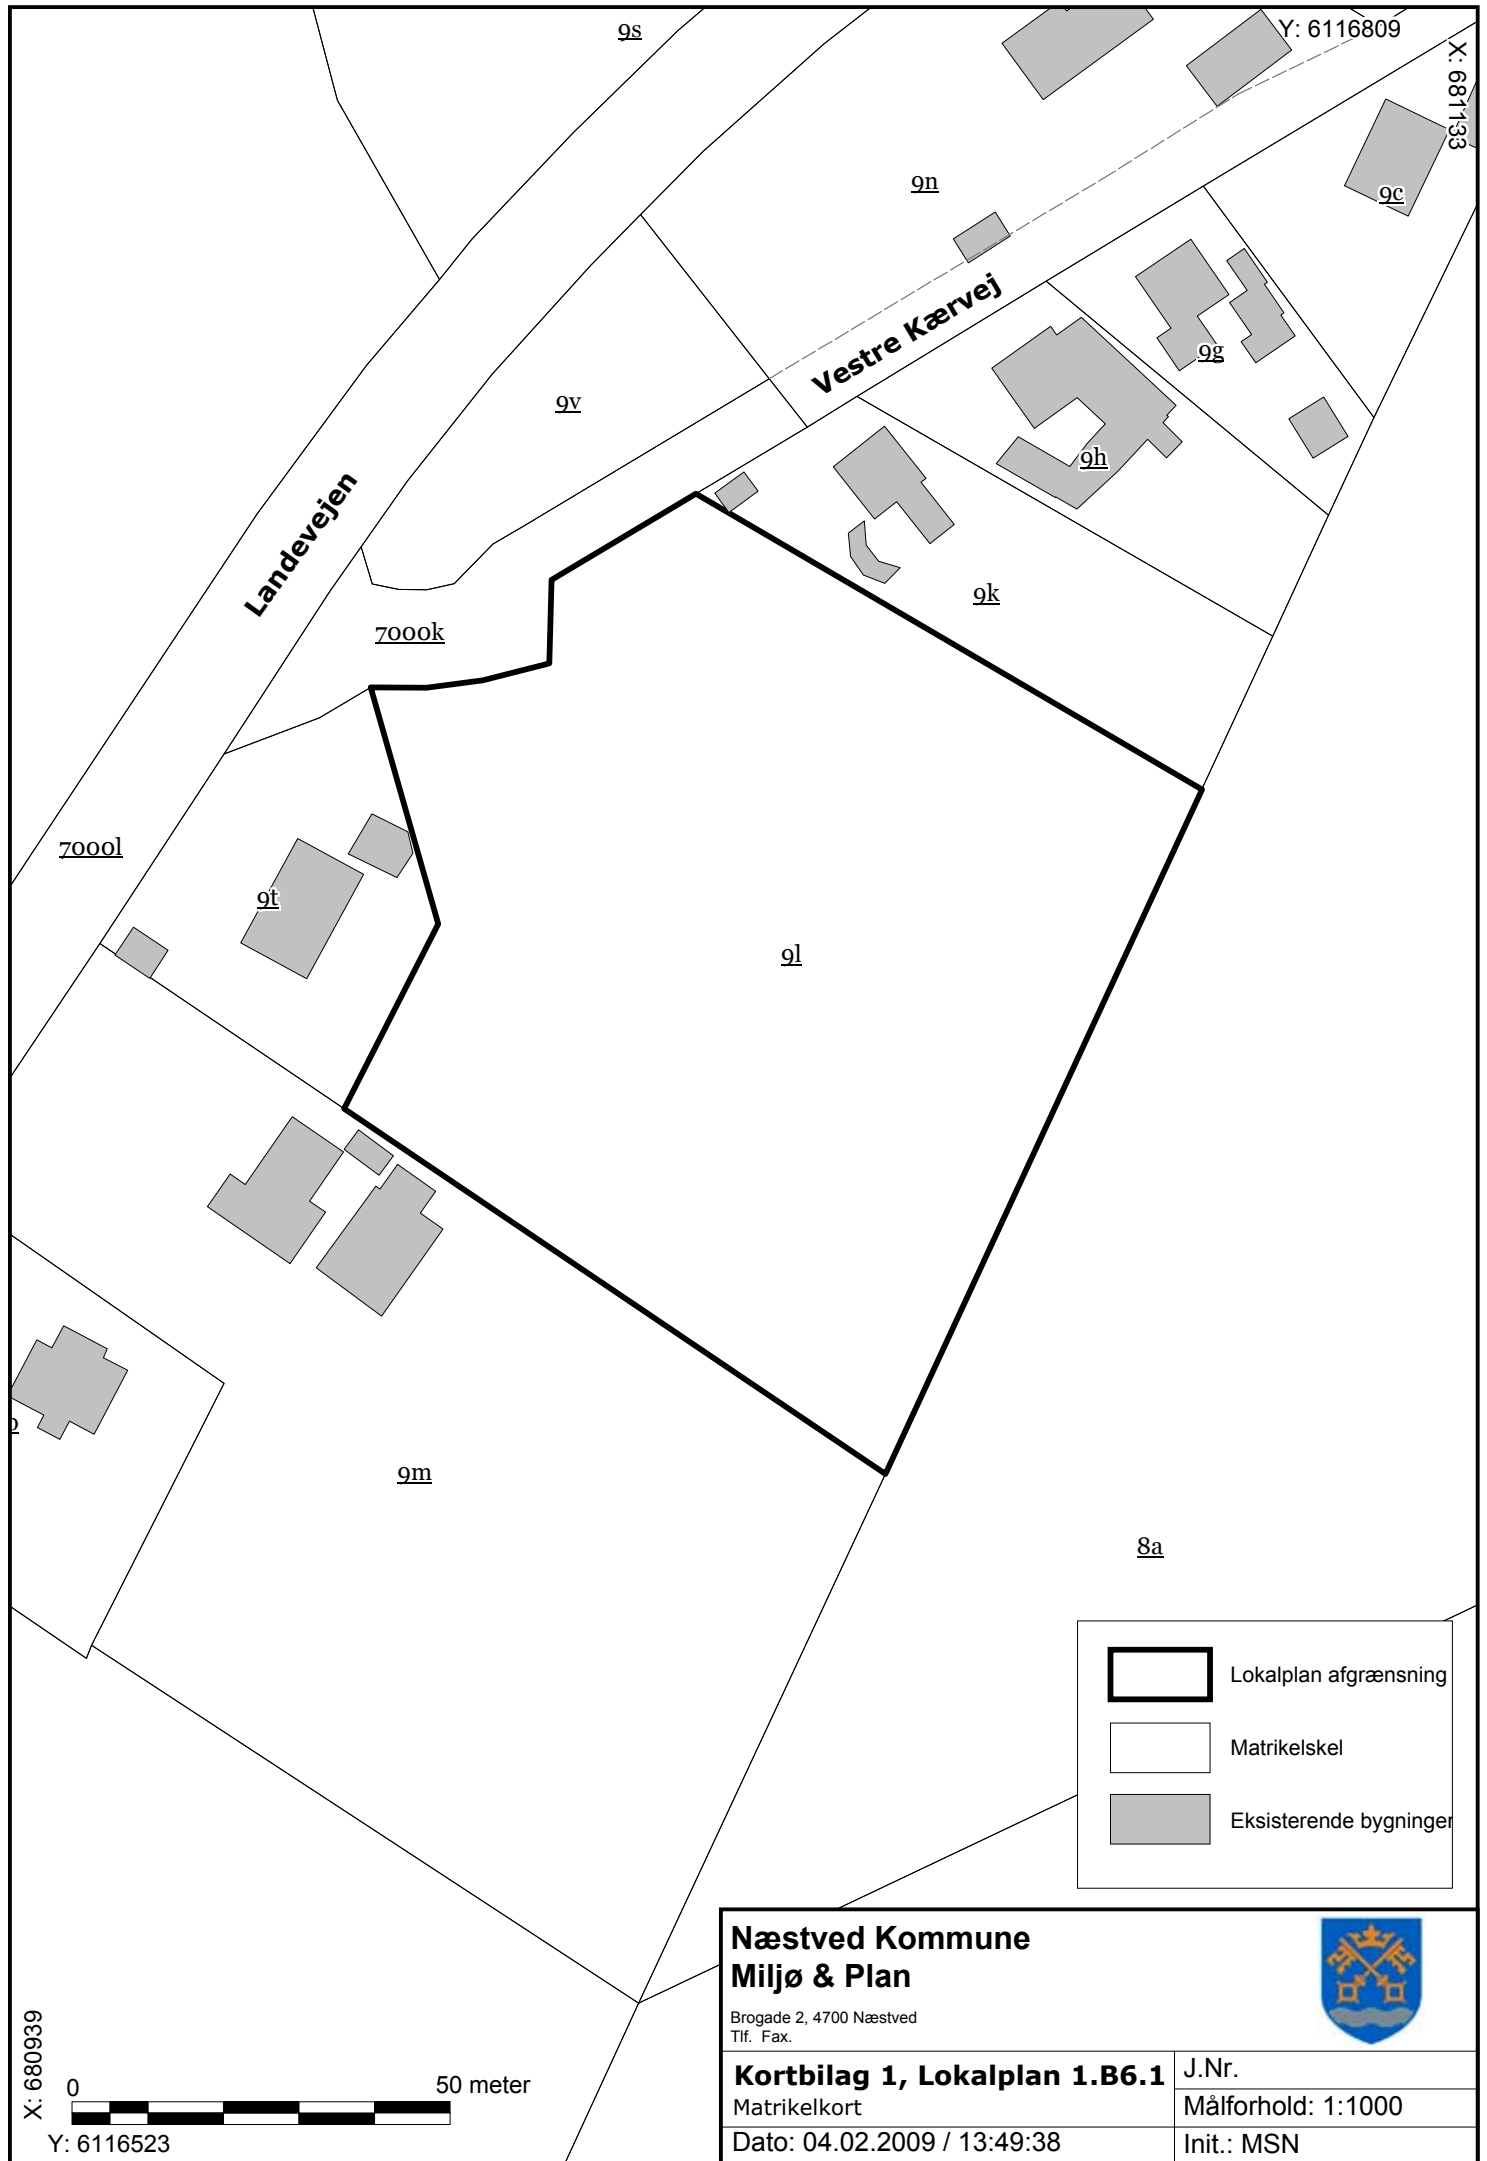 9s
Y: 6116809
X: 681133
9n
9c
Vestre Kærvej
9g
9v
9h
Landevejen
9k
7000k
7000l
9t
9l
9m
8a
Lokalplan afgrænsning
Matrikelskel
Eksisterende bygninger
Næstved Kommune
Miljø & Plan
Brogade 2, 4700 Næstved
Tlf. Fax.
Kortbilag 1, Lokalplan 1.B6.1
Matrikelkort
Dato: 04.02.2009 / 13:49:38
J.Nr.
Målforhold: 1:1000
Init.: MSN
X: 680939
0
50 meter
Y: 6116523